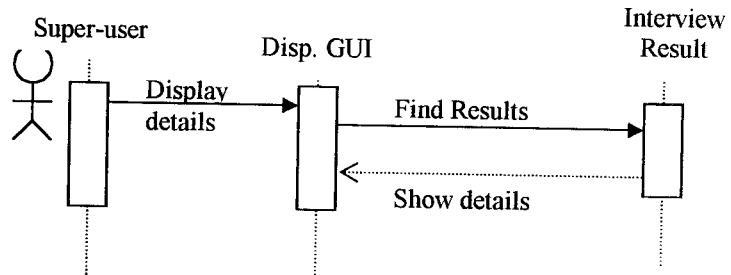 Super-user
Disp. GUI
Interview
Result
Display
details
Find Results
Show details